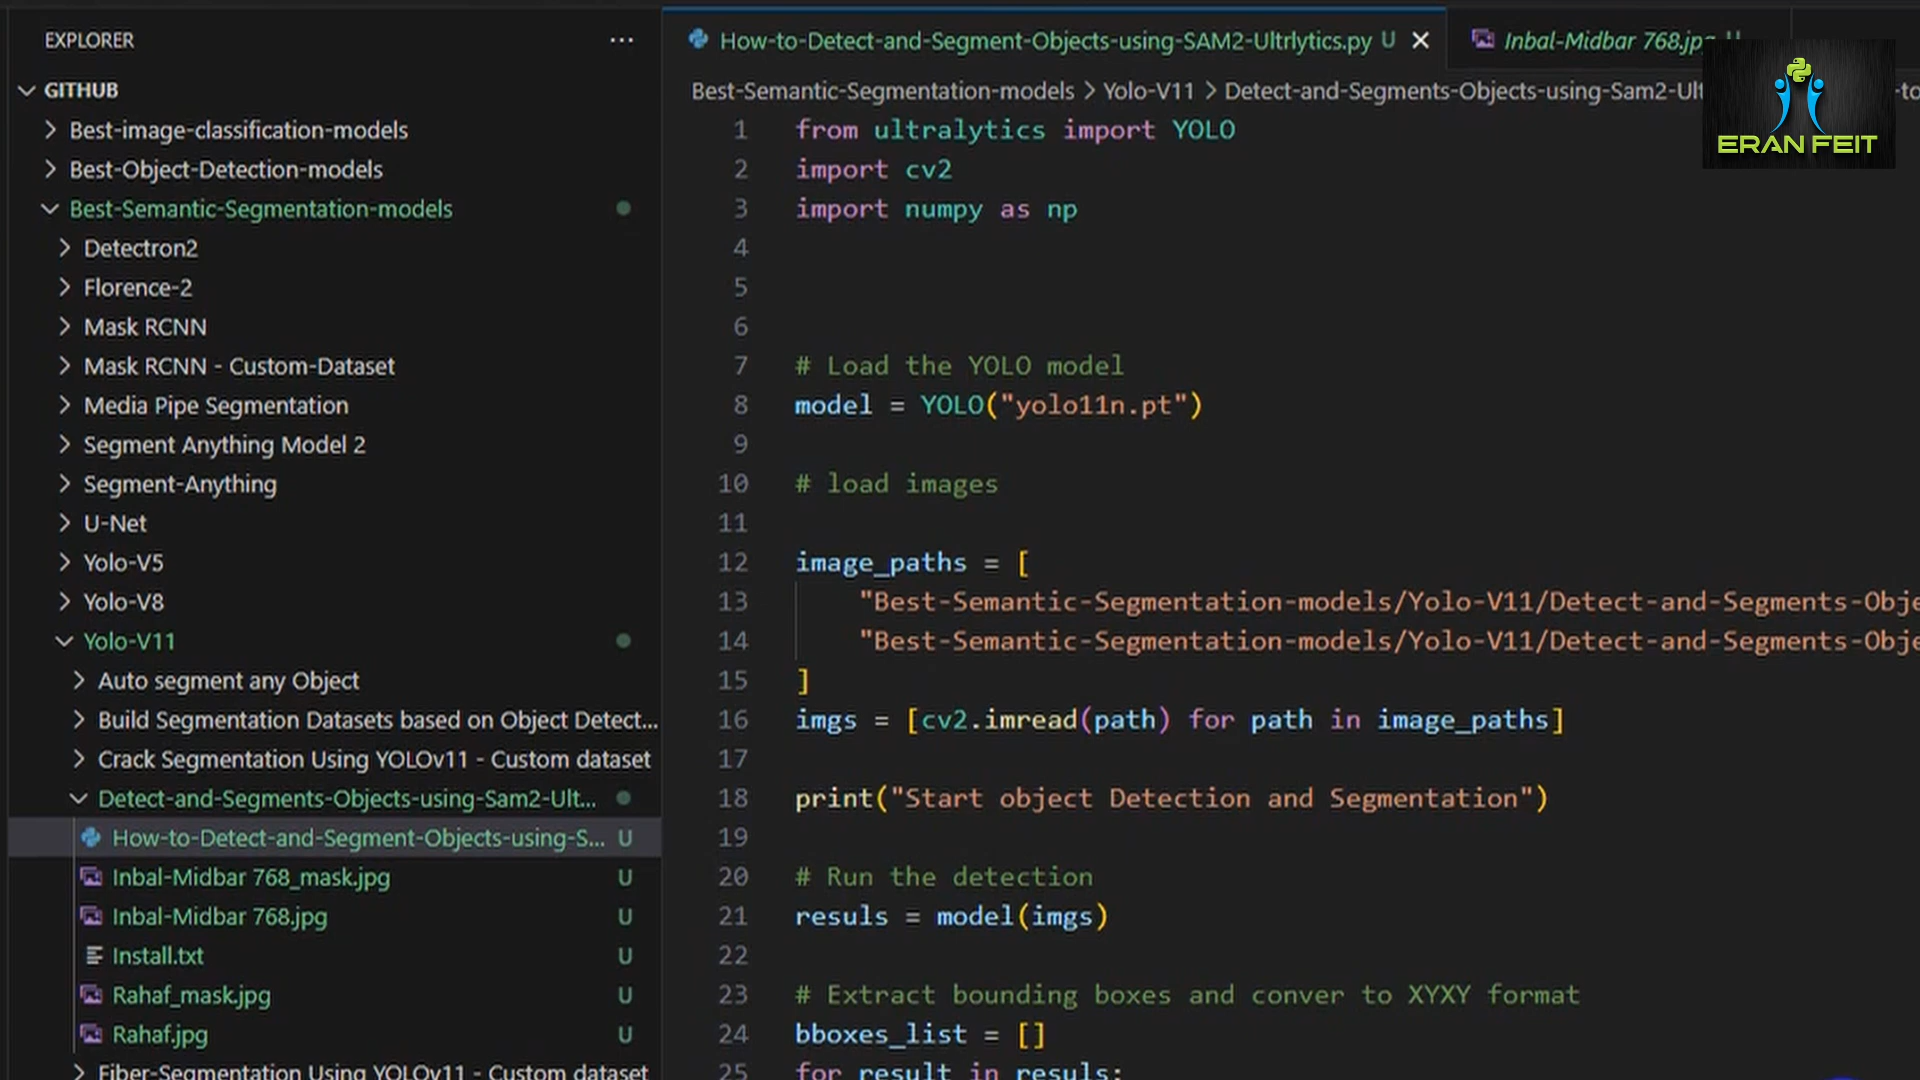 EXPLORER
GITHUB
Best-image-classification-models
Best-Object-Detection-models
Best-Semantic-Segmentation-models
Detectron2
Florence-2
Mask RCNN
Mask RCNN - Custom-Dataset
Media Pipe Segmentation
Segment Anything Model 2
Segment-Anything
U-Net
Yolo-V5
Yolo-V8
Yolo-V11
Auto segment any Object
Build Segmentation Datasets based on Object Detect...
Crack Segmentation Using YOLOv11 - Custom dataset
Detect-and-Segments-Objects-using-Sam2-Ult...
How-to-Detect-and-Segment-Objects-using-S... U
Inbal-Midbar 768_mask.jpg U
Inbal-Midbar 768.jpg U
Install.txt U
Rahaf_mask.jpg U
Rahaf.jpg U
Fiber-Segmentation Using YOLOv11 - Custom dataset
How-to-Detect-and-Segment-Objects-using-SAM2-Ultrlytics.py U
Inbal-Midbar 768.jpg U
ERAN FEIT
Best-Semantic-Segmentation-models > Yolo-V11 > Detect-and-Segments-Objects-using-Sam2-Ult
1 from ultralytics import YOLO
2 import cv2
3 import numpy as np
4
5
6
7 # Load the YOLO model
8 model = YOLO("yolo11n.pt")
9
10 # load images
11
12 image_paths = [
13 "Best-Semantic-Segmentation-models/Yolo-V11/Detect-and-Segments-Obje
14 "Best-Semantic-Segmentation-models/Yolo-V11/Detect-and-Segments-Obje
15 ]
16 imgs = [cv2.imread(path) for path in image_paths]
17
18 print("Start object Detection and Segmentation")
19
20 # Run the detection
21 resuls = model(imgs)
22
23 # Extract bounding boxes and conver to XYXY format
24 bboxes_list = []
25 for result in resuls: